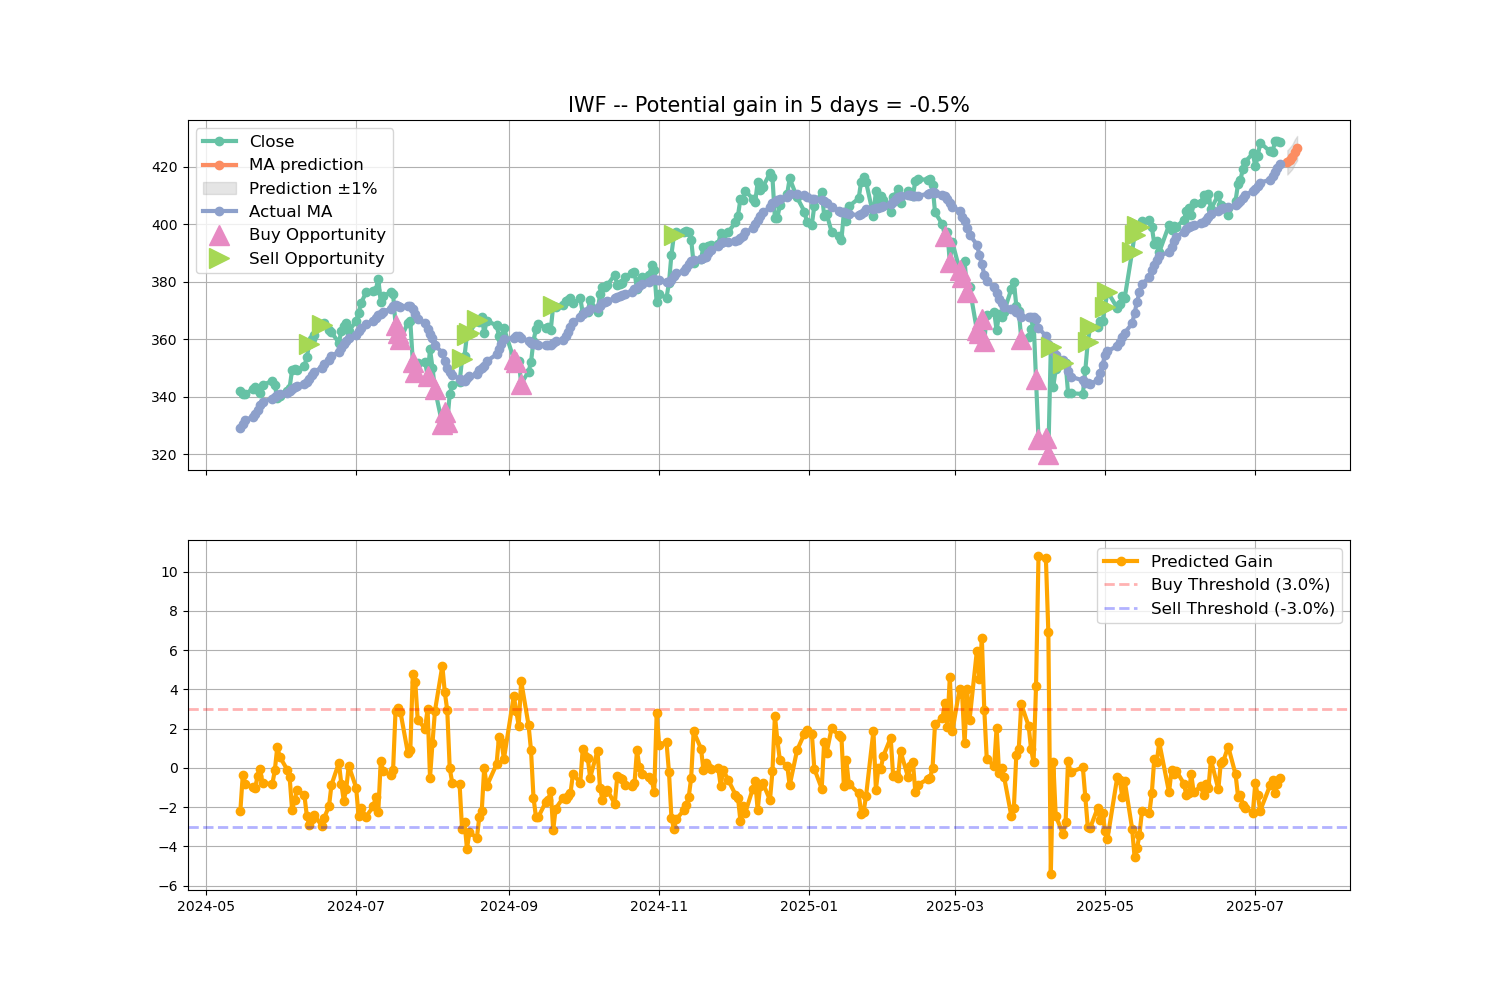 IWF -- Potential gain in 5 days = -0.5%
Close
MA prediction
Prediction ±1%
Actual MA
Buy Opportunity
Sell Opportunity
420
400
380
360
340
320
Predicted Gain
Buy Threshold (3.0%)
Sell Threshold (-3.0%)
10
8
6
4
2
0
−2
−4
−6
2024-05 2024-07 2024-09 2024-11 2025-01 2025-03 2025-05 2025-07